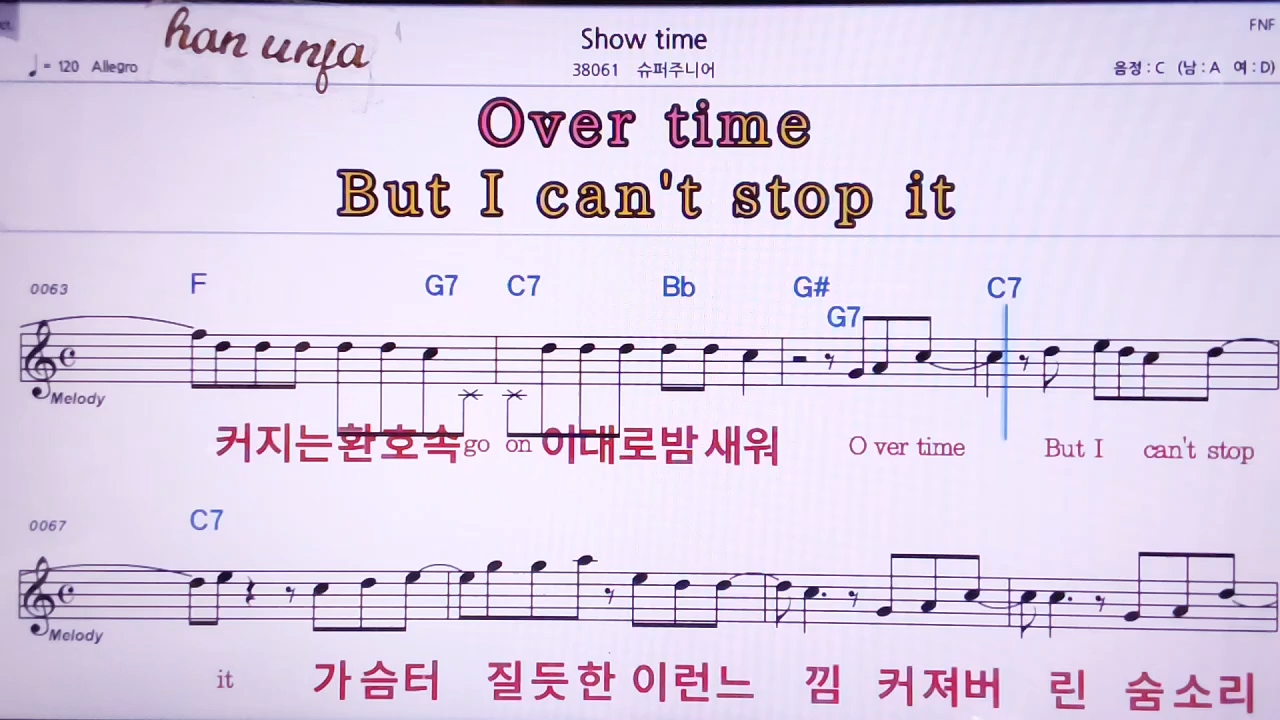 han unfa
Show time
FNF
♩= 120 Allegro
38061 슈퍼주니어
음정 : C (남 : A 여 : D)
Over time
But I can't stop it
0063
F G7 C7 Bb G# G7 C7
Melody
커지는환호속go on 이대로밤새워 O ver time But I can't stop
0067
C7
Melody
it 가슴터 질듯한 이런느 낌 커져버 린 숨소리